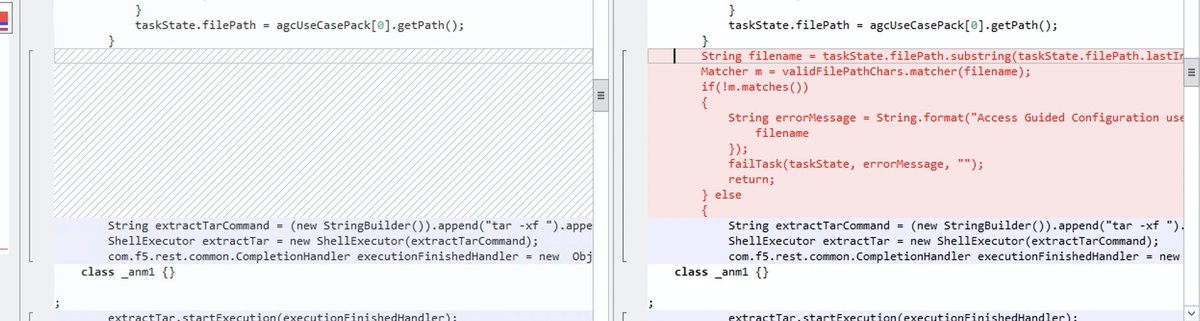 }
taskState.filePath = agcUseCasePack[0].getPath();
}
String extractTarCommand = (new StringBuilder()).append("tar -xf ").appe
ShellExecutor extractTar = new ShellExecutor(extractTarCommand);
com.f5.rest.common.CompletionHandler executionFinishedHandler = new  Obj
class _anm1 {}
;
extractTar.startExecution(executionFinishedHandler);
}
taskState.filePath = agcUseCasePack[0].getPath();
}
String filename = taskState.filePath.substring(taskState.filePath.lastIn
Matcher m = validFilePathChars.matcher(filename);
if(!m.matches())
{
String errorMessage = String.format("Access Guided Configuration use
filename
});
failTask(taskState, errorMessage, "");
return;
} else
{
String extractTarCommand = (new StringBuilder()).append("tar -xf ").
ShellExecutor extractTar = new ShellExecutor(extractTarCommand);
com.f5.rest.common.CompletionHandler executionFinishedHandler = new
class _anm1 {}
;
extractTar.startExecution(executionFinishedHandler);